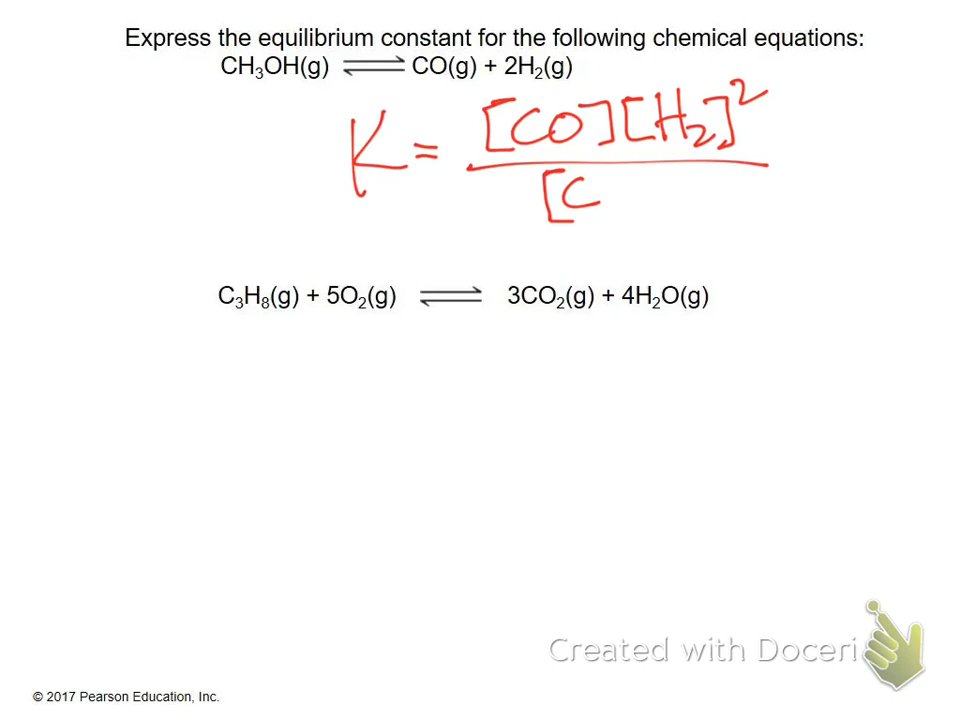 Express the equilibrium constant for the following chemical equations:
CH₃OH(g) ⇌ CO(g) + 2H₂(g)
K = [CO][H₂]²
[C
C₃H₈(g) + 5O₂(g) ⇌ 3CO₂(g) + 4H₂O(g)
Created with Doceri
© 2017 Pearson Education, Inc.